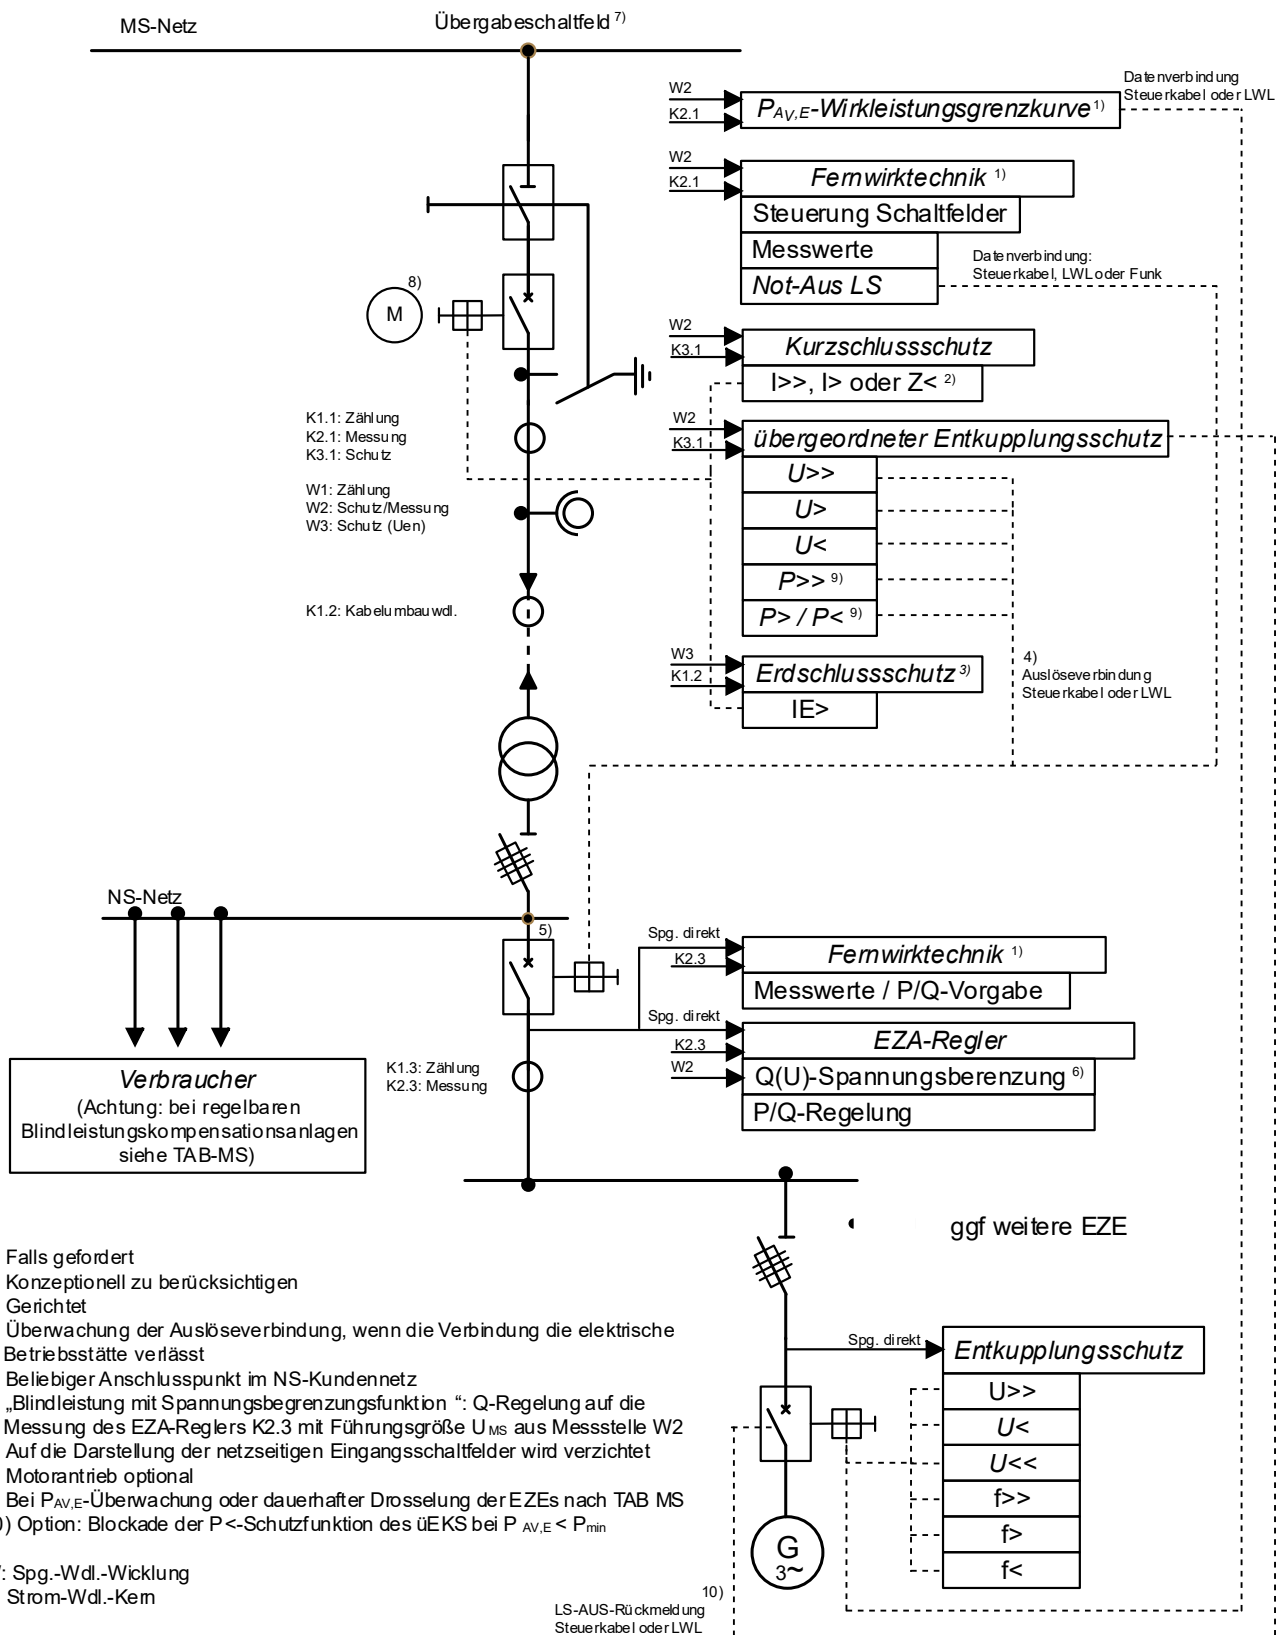 MS-Netz
Übergabeschaltfeld 7)
Datenverbindung
Steuerkabel oder LWL
W2
K2.1
PAV,E-Wirkleistungsgrenzkurve 1)
W2
K2.1
Fernwirktechnik 1)
Steuerung Schaltfelder
Messwerte
Not-Aus LS
Datenverbindung:
Steuerkabel, LWL oder Funk
8)
M
W2
K3.1
Kurzschlussschutz
I>>, I> oder Z< 2)
K1.1: Zählung
K2.1: Messung
K3.1: Schutz
W1: Zählung
W2: Schutz/Messung
W3: Schutz (Uen)
W2
K3.1
übergeordneter Entkupplungsschutz
U>>
U>
U<
P>> 9)
P> / P< 9)
K1.2: Kabelumbauwdl.
W3
K1.2
Erdschlussschutz 3)
IE>
4)
Auslöseverbindung
Steuerkabel oder LWL
NS-Netz
5)
Spg. direkt
K2.3
Fernwirktechnik 1)
Messwerte / P/Q-Vorgabe
Spg. direkt
K2.3
W2
EZA-Regler
Q(U)-Spannungsberenzung 6)
P/Q-Regelung
K1.3: Zählung
K2.3: Messung
Verbraucher
(Achtung: bei regelbaren
Blindleistungskompensationsanlagen
siehe TAB-MS)
ggf weitere EZE
Falls gefordert
Konzeptionell zu berücksichtigen
Gerichtet
Überwachung der Auslöseverbindung, wenn die Verbindung die elektrische
Betriebsstätte verlässt
Beliebiger Anschlusspunkt im NS-Kundennetz
„Blindleistung mit Spannungsbegrenzungsfunktion “: Q-Regelung auf die
Messung des EZA-Reglers K2.3 mit Führungsgröße UMS aus Messstelle W2
Auf die Darstellung der netzseitigen Eingangsschaltfelder wird verzichtet
Motorantrieb optional
Bei PAV,E-Überwachung oder dauerhafter Drosselung der EZEs nach TAB MS
0) Option: Blockade der P<-Schutzfunktion des üEKS bei P AV,E < Pmin
: Spg.-Wdl.-Wicklung
Strom-Wdl.-Kern
Spg. direkt
Entkupplungsschutz
U>>
U<
U<<
f>>
f>
f<
G
3~
10)
LS-AUS-Rückmeldung
Steuerkabel oder LWL